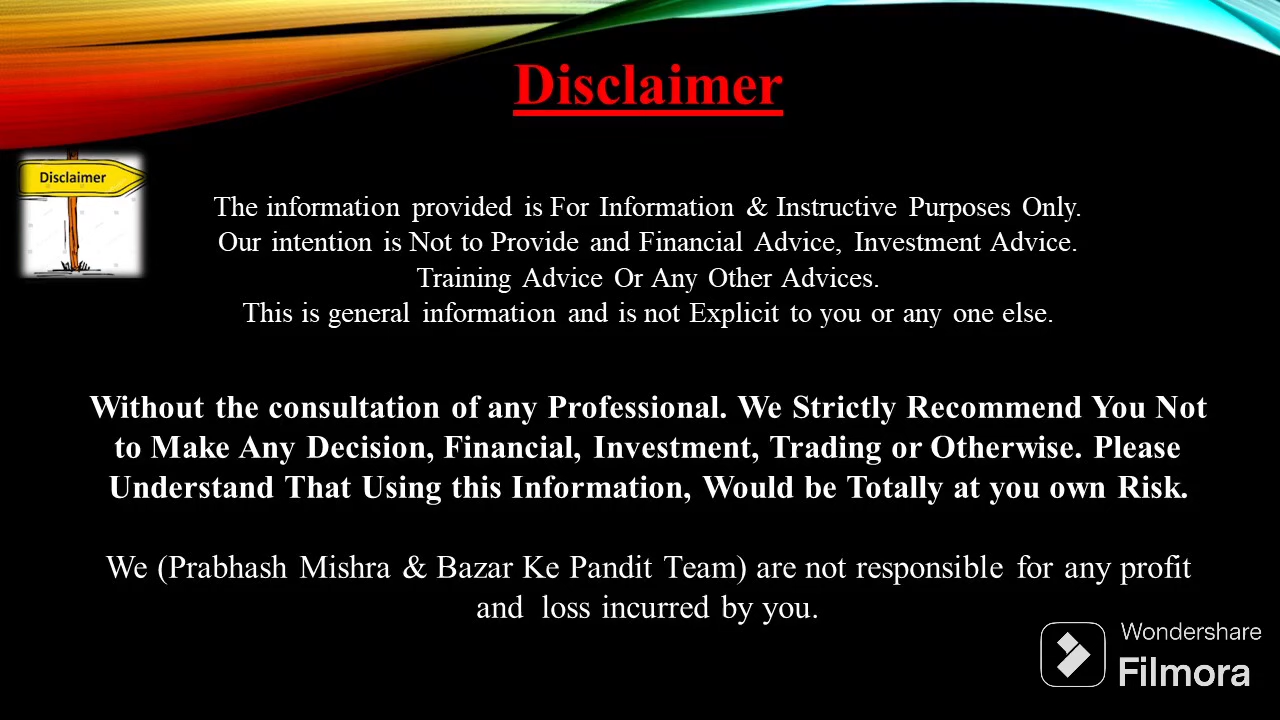 Disclaimer
Disclaimer
The information provided is For Information & Instructive Purposes Only.
Our intention is Not to Provide and Financial Advice, Investment Advice.
Training Advice Or Any Other Advices.
This is general information and is not Explicit to you or any one else.
Without the consultation of any Professional. We Strictly Recommend You Not
to Make Any Decision, Financial, Investment, Trading or Otherwise. Please
Understand That Using this Information, Would be Totally at you own Risk.
We (Prabhash Mishra & Bazar Ke Pandit Team) are not responsible for any profit
and loss incurred by you.
Wondershare
Filmora